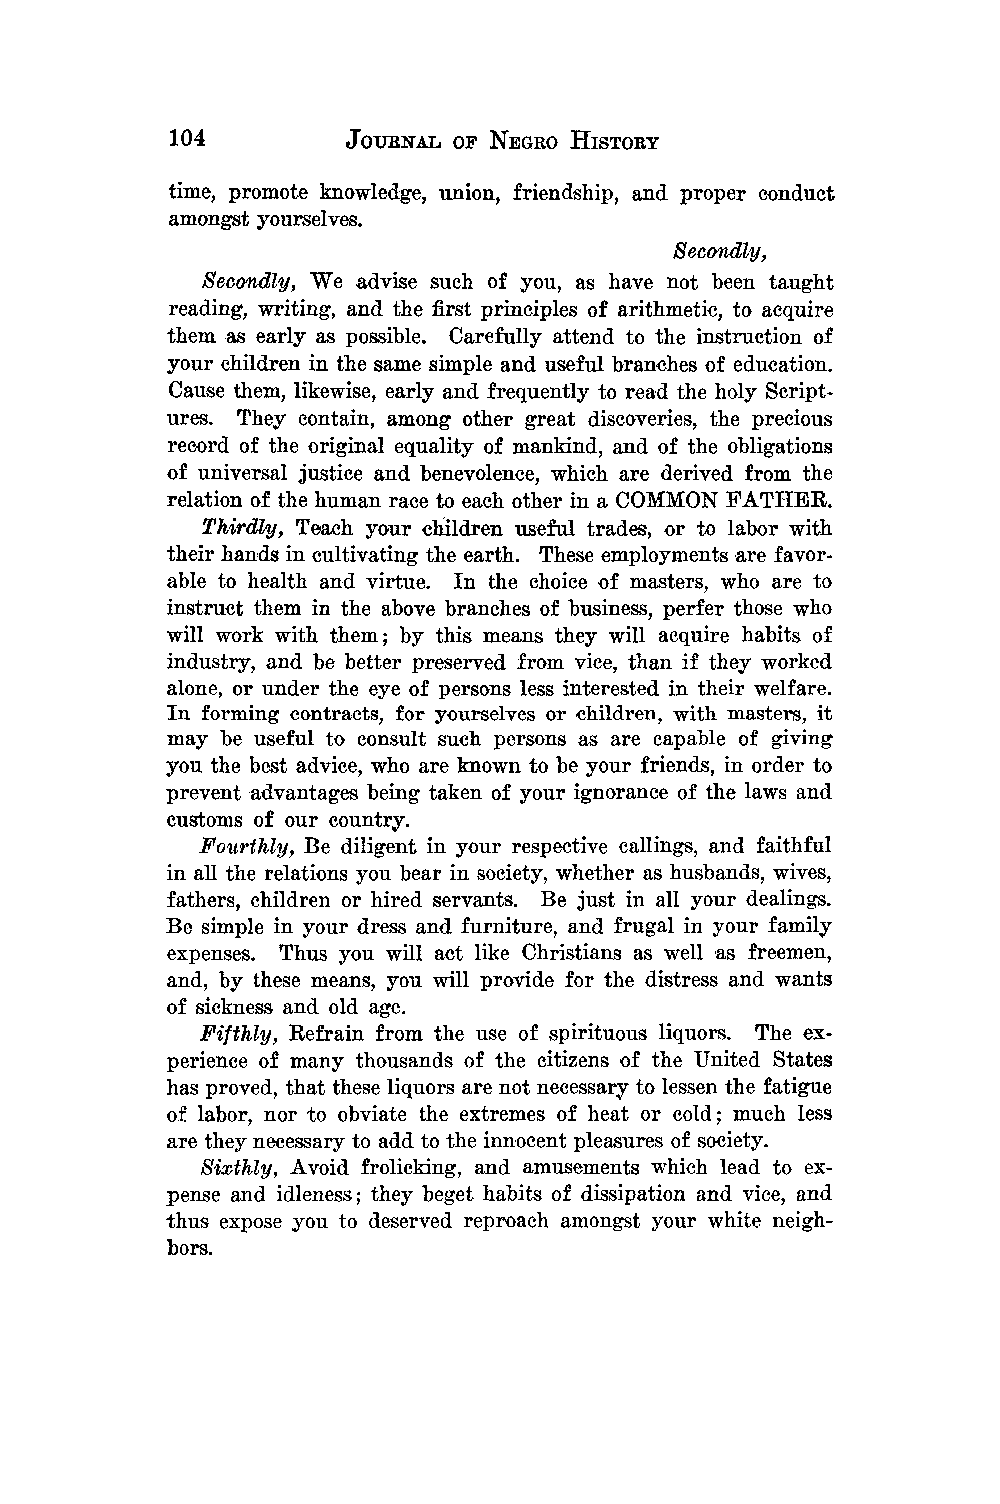 104 JOURNAL OF NEGRO HISTORY
time, promote knowledge, union, friendship, and proper conduct
amongst yourselves.
Secondly,
Secondly, We advise such of you, as have not been taught
reading, writing, and the first principles of arithmetic, to acquire
them as early as possible. Carefully attend to the instruction of
your children in the same simple and useful branches of education.
Cause them, likewise, early and frequently to read the holy Script-
ures. They contain, among other great discoveries, the precious
record of the original equality of mankind, and of the obligations
of universal justice and benevolence, which are derived from the
relation of the human race to each other in a COMMON FATHER.
Thirdly, Teach your children useful trades, or to labor with
their hands in cultivating the earth. These employments are favor-
able to health and virtue. In the choice of masters, who are to
instruct them in the above branches of business, perfer those who
will work with them; by this means they will acquire habits of
industry, and be better preserved from vice, than if they worked
alone, or under the eye of persons less interested in their welfare.
In forming contracts, for yourselves or children, with masters, it
may be useful to consult such persons as are capable of giving
you the best advice, who are known to be your friends, in order to
prevent advantages being taken of your ignorance of the laws and
customs of our country.
Fourthly, Be diligent in your respective callings, and faithful
in all the relations you bear in society, whether as husbands, wives,
fathers, children or hired servants. Be just in all your dealings.
Be simple in your dress and furniture, and frugal in your family
expenses. Thus you will act like Christians as well as freemen,
and, by these means, you will provide for the distress and wants
of sickness and old age.
Fifthly, Refrain from the use of spirituous liquors. The ex-
perience of many thousands of the citizens of the United States
has proved, that these liquors are not necessary to lessen the fatigue
of labor, nor to obviate the extremes of heat or cold; much less
are they necessary to add to the innocent pleasures of society.
Sixthly, Avoid frolicking, and amusements which lead to ex-
pense and idleness; they beget habits of dissipation and vice, and
thus expose you to deserved reproach amongst your white neigh-
bors.